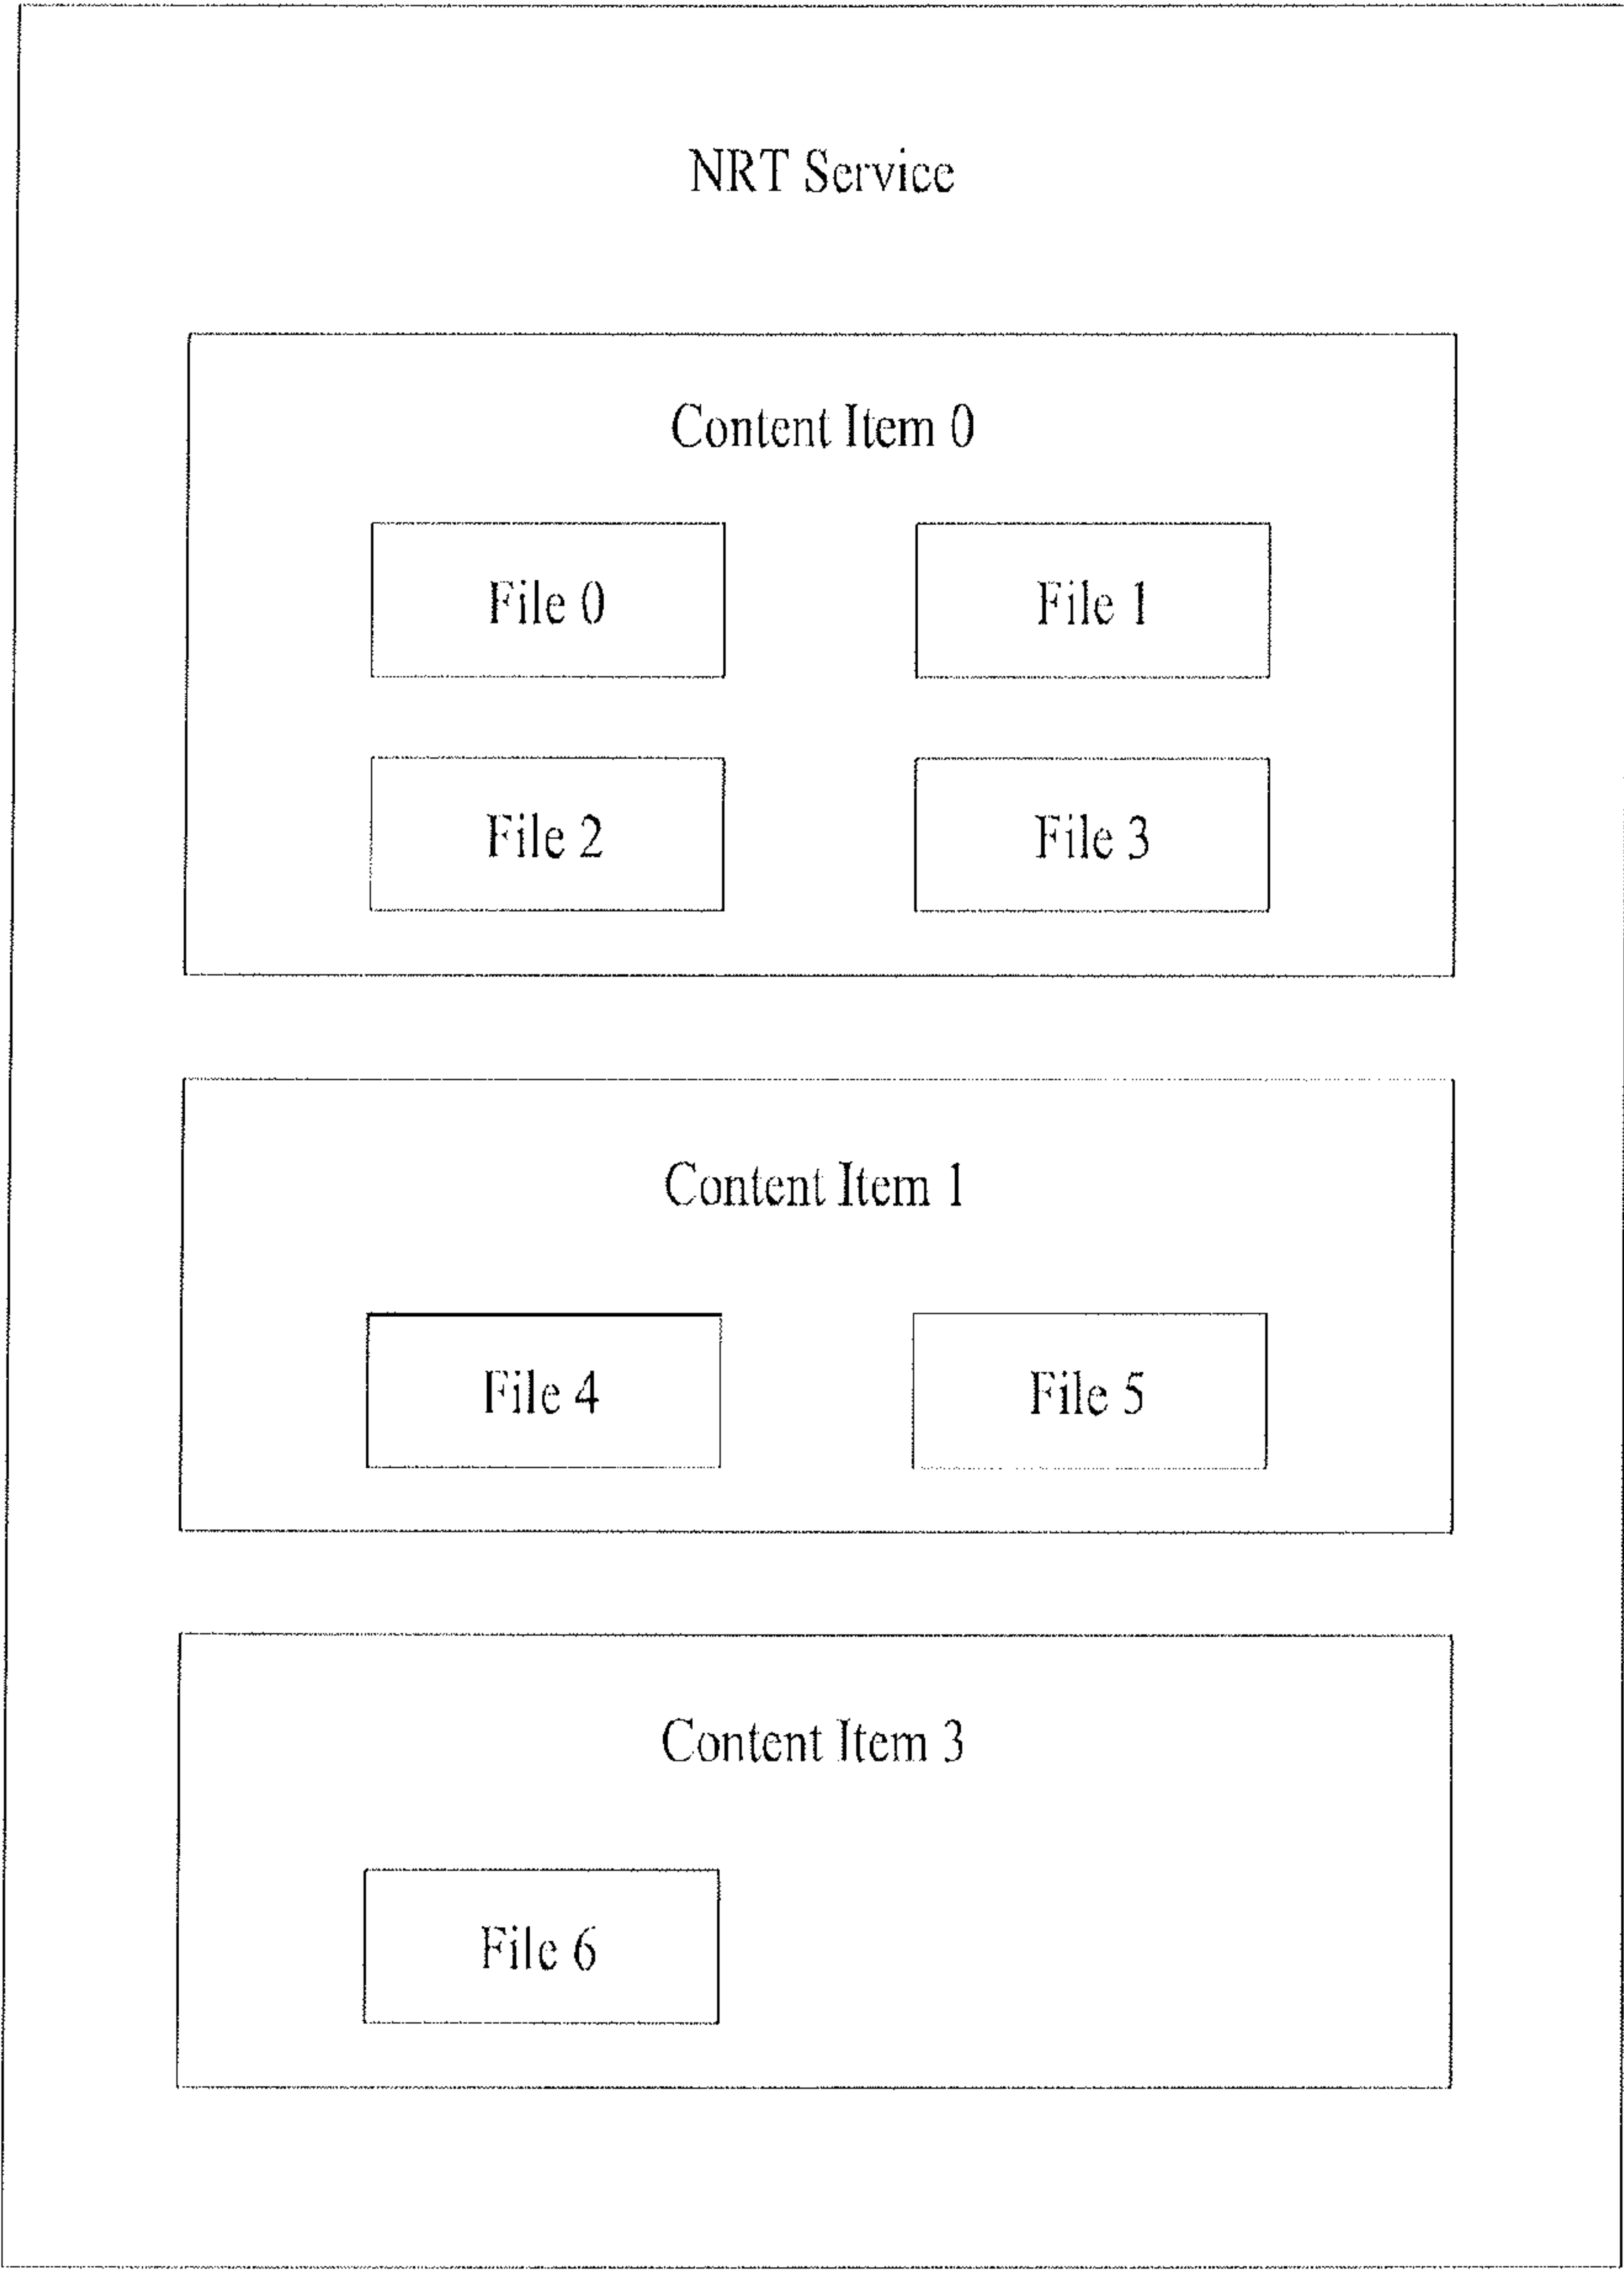 NRT Service
Content Item 0
File 0
File 1
File 2
File 3
Content Item 1
File 4
File 5
Content Item 3
File 6